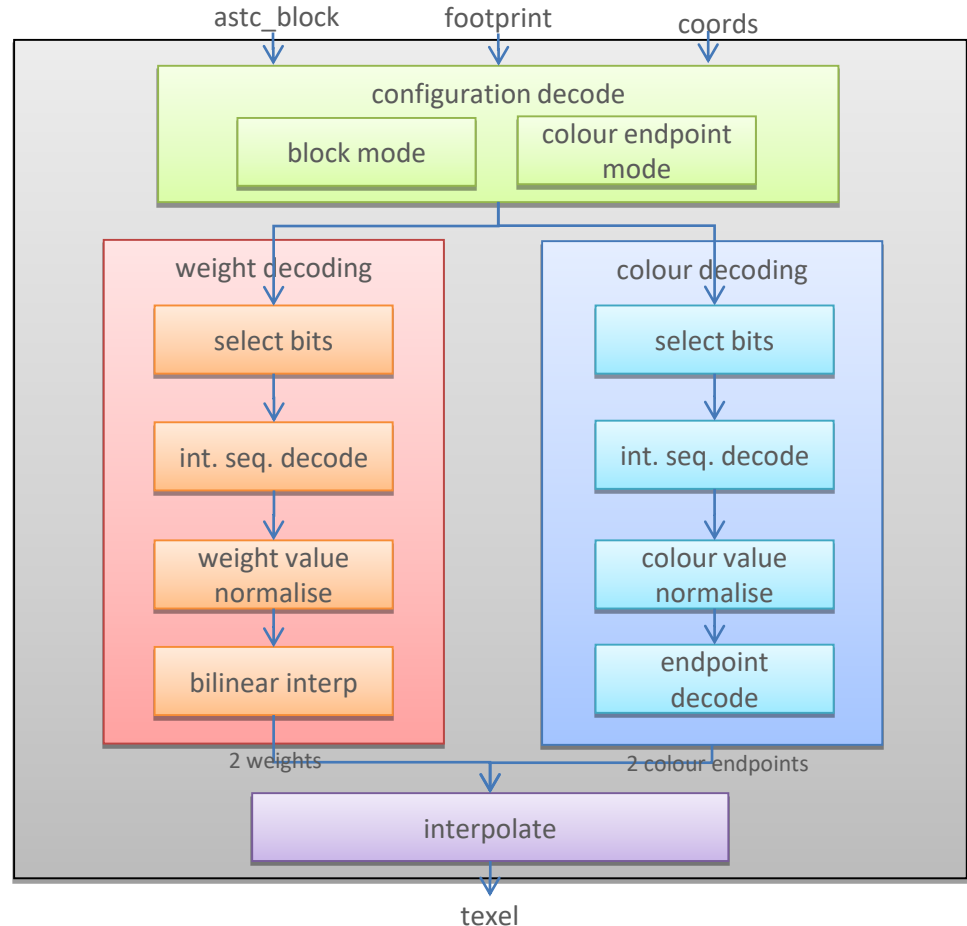 astc_block
footprint
coords
configuration decode
block mode
colour endpoint
mode
weight decoding
select bits
int. seq. decode
weight value
normalise
bilinear interp
2 weights
colour decoding
select bits
int. seq. decode
colour value
normalise
endpoint
decode
2 colour endpoints
interpolate
texel